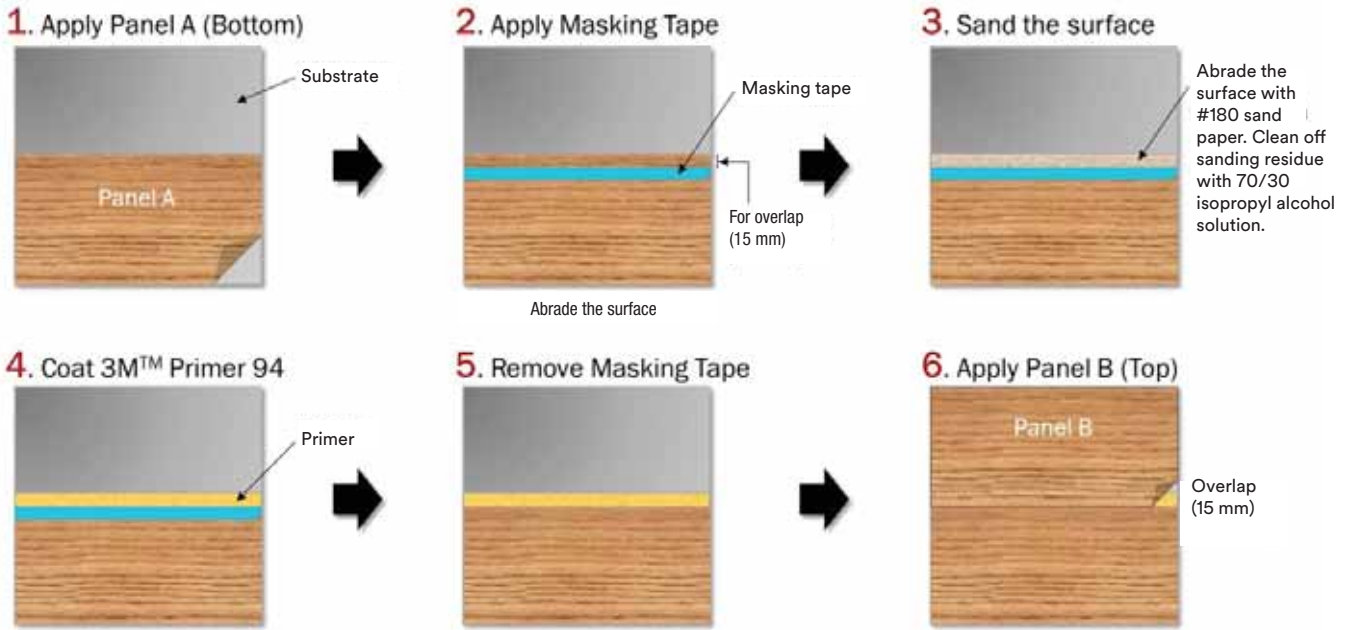 1. Apply Panel A (Bottom)
Substrate
Panel A
2. Apply Masking Tape
Masking tape
For overlap
(15 mm)
Abrade the surface
3. Sand the surface
Abrade the
surface with
#180 sand
paper. Clean off
sanding residue
with 70/30
isopropyl alcohol
solution.
4. Coat 3M™ Primer 94
Primer
5. Remove Masking Tape
6. Apply Panel B (Top)
Panel B
Overlap
(15 mm)